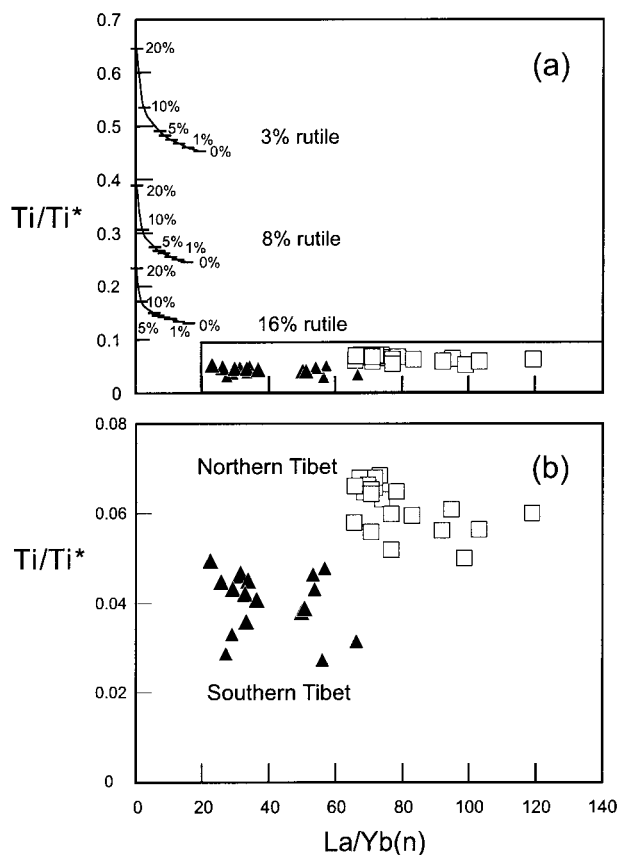 0.7
(a)
20%
0.6
10%
0.5
5%
1%
0%
3% rutile
0.4
20%
Ti/Ti*
0.3
10%
5%
1%
0%
8% rutile
20%
0.2
10%
5%
1%
0%
16% rutile
0.1
0
0.08
(b)
Northern Tibet
0.06
Ti/Ti*
0.04
Southern Tibet
0.02
0
0 20 40 60 80 100 120 140
La/Yb(n)